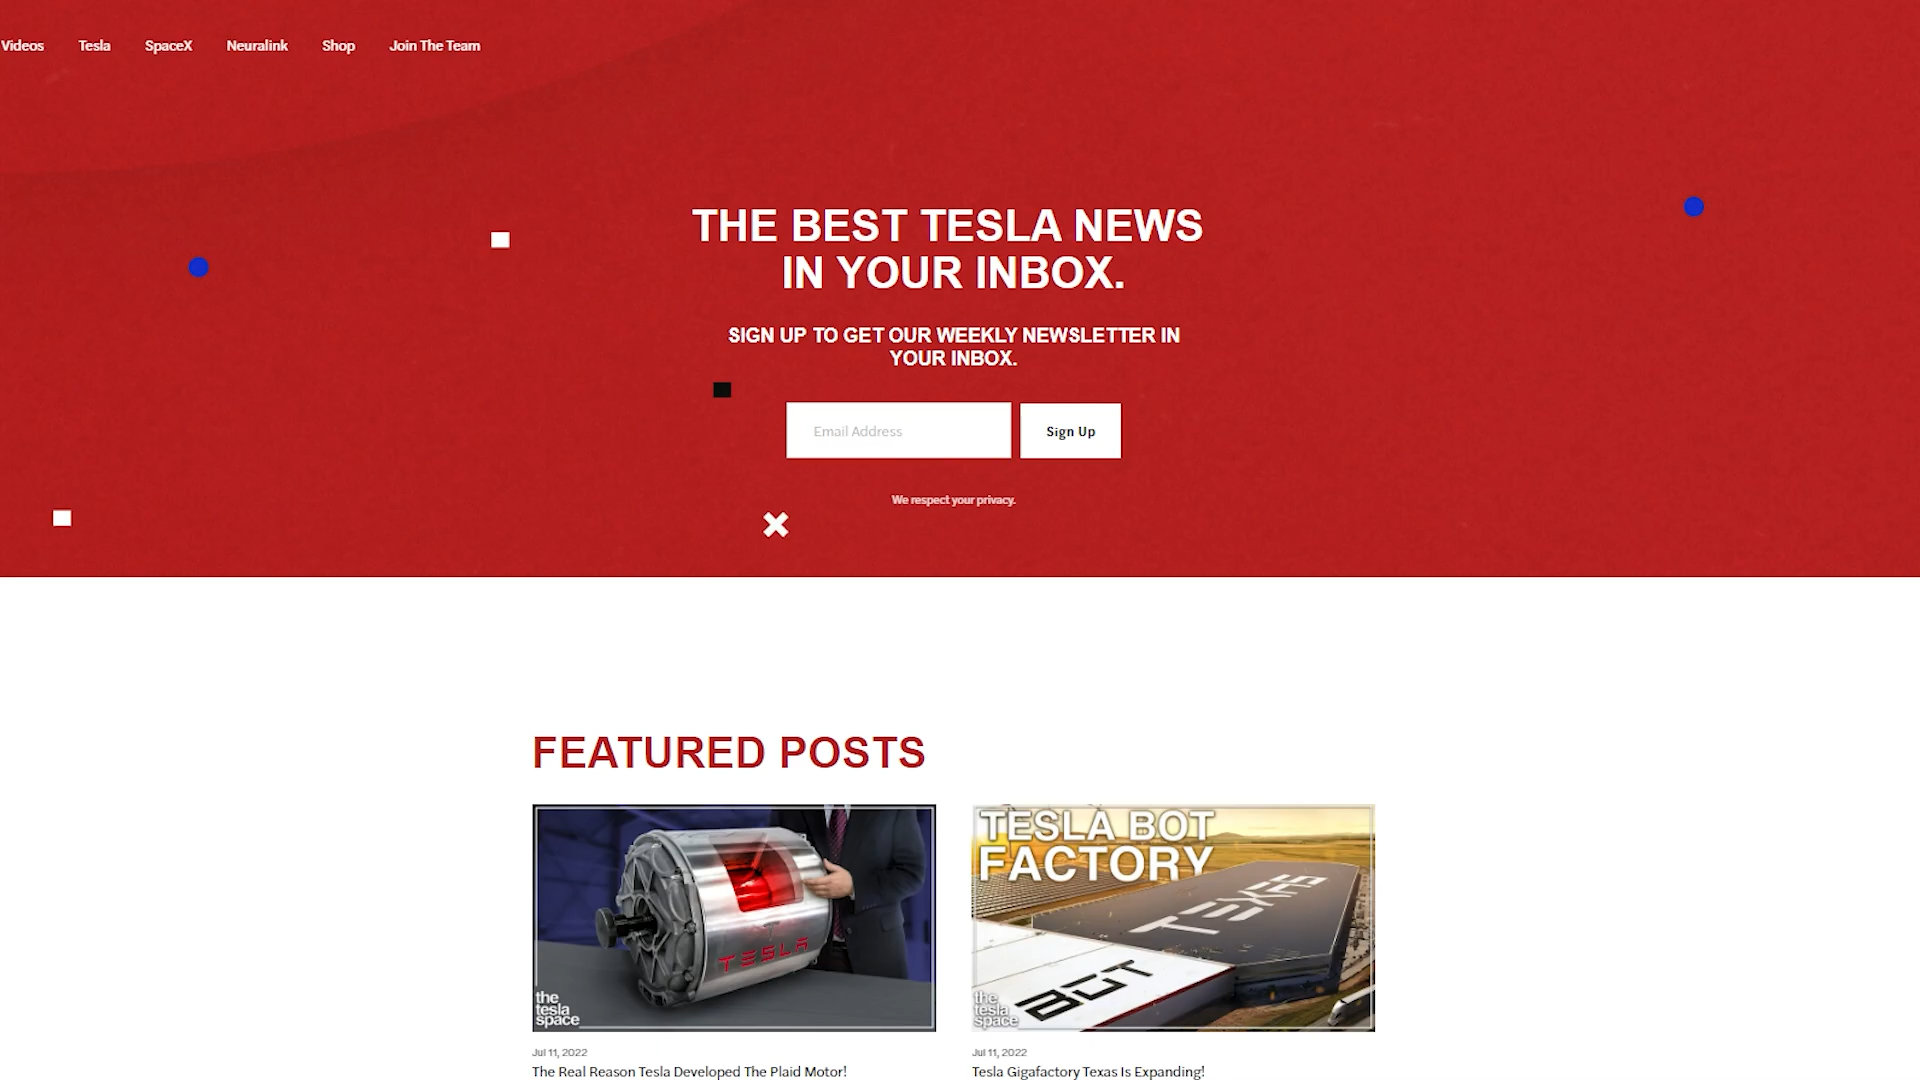 Videos Tesla SpaceX Neuralink Shop Join The Team
THE BEST TESLA NEWS
IN YOUR INBOX.
SIGN UP TO GET OUR WEEKLY NEWSLETTER IN
YOUR INBOX.
Email Address Sign Up
We respect your privacy.
FEATURED POSTS
TESLA
the
tesla
space
Jul 11, 2022
The Real Reason Tesla Developed The Plaid Motor!
TESLA BOT
FACTORY
TEXAS
BOT
the
tesla
space
Jul 11, 2022
Tesla Gigafactory Texas Is Expanding!